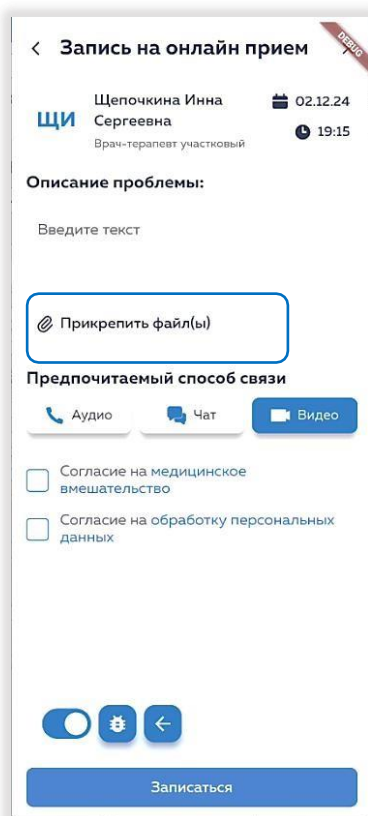 Запись на онлайн прием
DEBUG
ЩИ
Щепочкина Инна
Сергеевна
Врач-терапевт участковый
02.12.24
19:15
Описание проблемы:
Введите текст
Прикрепить файл(ы)
Предпочитаемый способ связи
Аудио
Чат
Видео
Согласие на медицинское
вмешательство
Согласие на обработку персональных
данных
Записаться